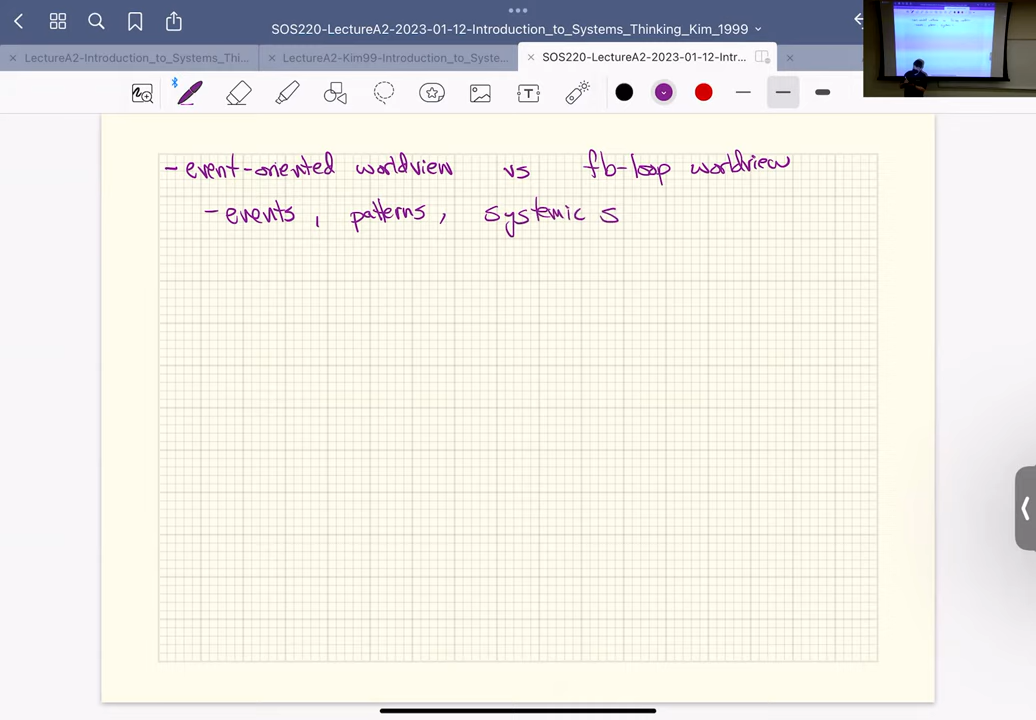 SOS220-LectureA2-2023-01-12-Introduction_to_Systems_Thinking_Kim_1999
LectureA2-Introduction_to_Systems_Thi...
LectureA2-Kim99-Introduction_to_Syste...
SOS220-LectureA2-2023-01-12-Intr...
- event-oriented worldview vs fb-loop worldview
- events, patterns, systemic s